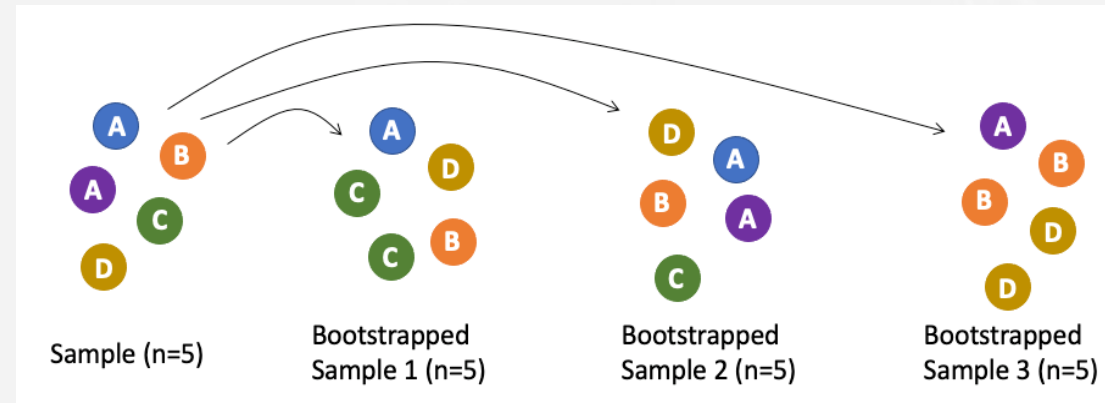 A
B
A
C
D
Sample (n=5)
A
D
C
B
C
Bootstrapped
Sample 1 (n=5)
D
A
B
A
C
Bootstrapped
Sample 2 (n=5)
A
B
B
D
D
Bootstrapped
Sample 3 (n=5)